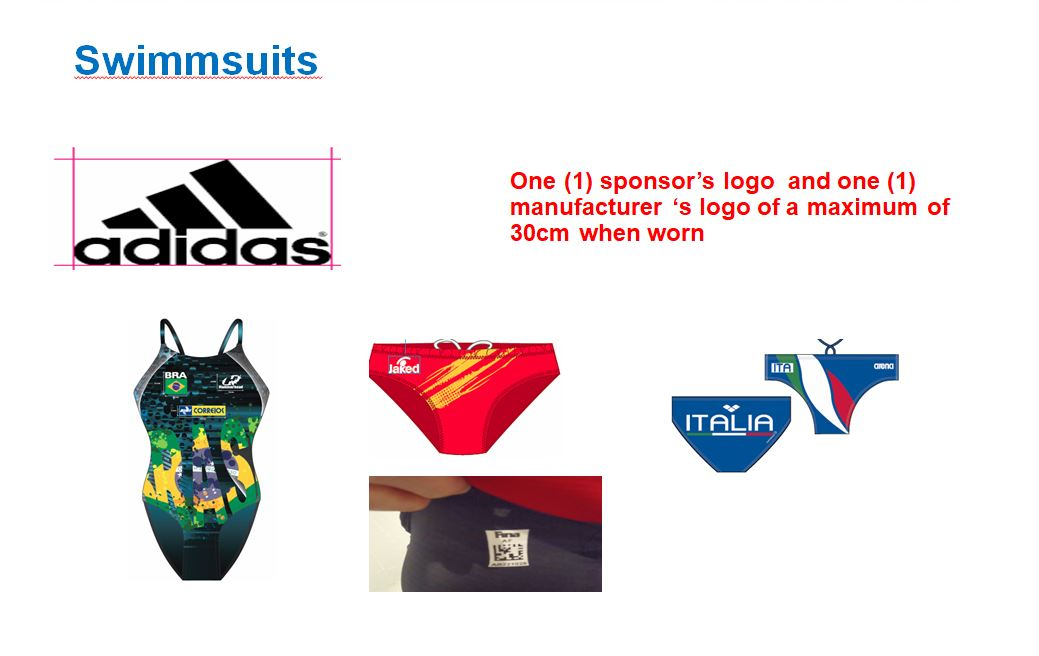 Swimmsuits
adidas®
One (1) sponsor’s logo and one (1)
manufacturer ‘s logo of a maximum of
30cm when worn
BRA
CORREIOS
Jaked
ITA
arena
ITALIA
Fina